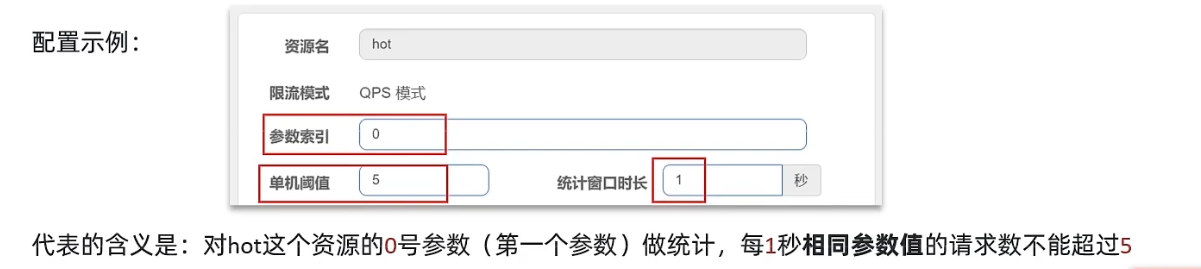 配置示例：
资源名 hot
限流模式 QPS 模式
参数索引 0
单机阈值 5 统计窗口时长 1 秒
代表的含义是：对hot这个资源的0号参数（第一个参数）做统计，每1秒相同参数值的请求数不能超过5